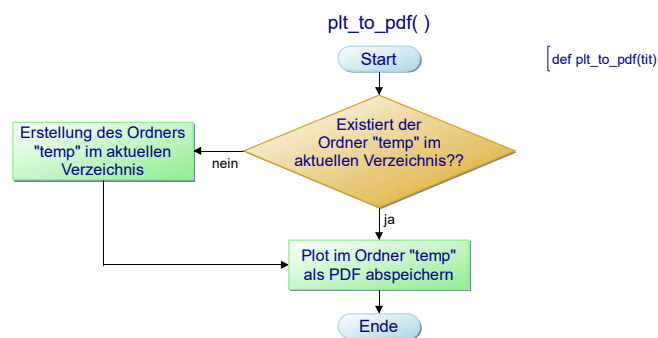 plt_to_pdf( )
Start
def plt_to_pdf(tit)
Existiert der
Ordner "temp" im
aktuellen Verzeichnis??
Erstellung des Ordners
"temp" im aktuellen
Verzeichnis
nein
ja
Plot im Ordner "temp"
als PDF abspeichern
Ende